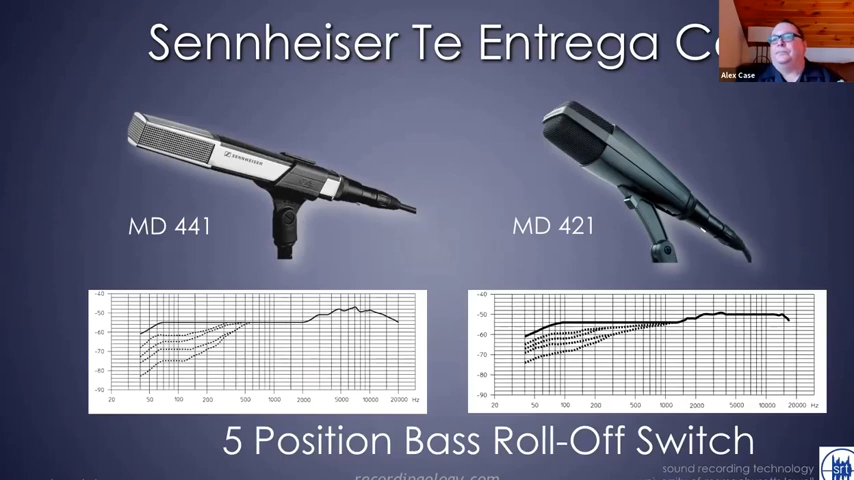 Sennheiser Te Entrega Co
Alex Case
SENNHEISER
MD 441
MD 421
-40
-50
-60
-70
-80
-90
20 50 100 200 500 1000 2000 5000 10000 20000 Hz
-40
-50
-60
-70
-80
-90
20 50 100 200 500 1000 2000 5000 10000 20000 Hz
5 Position Bass Roll-Off Switch
recordingology.com
sound recording technology
srt